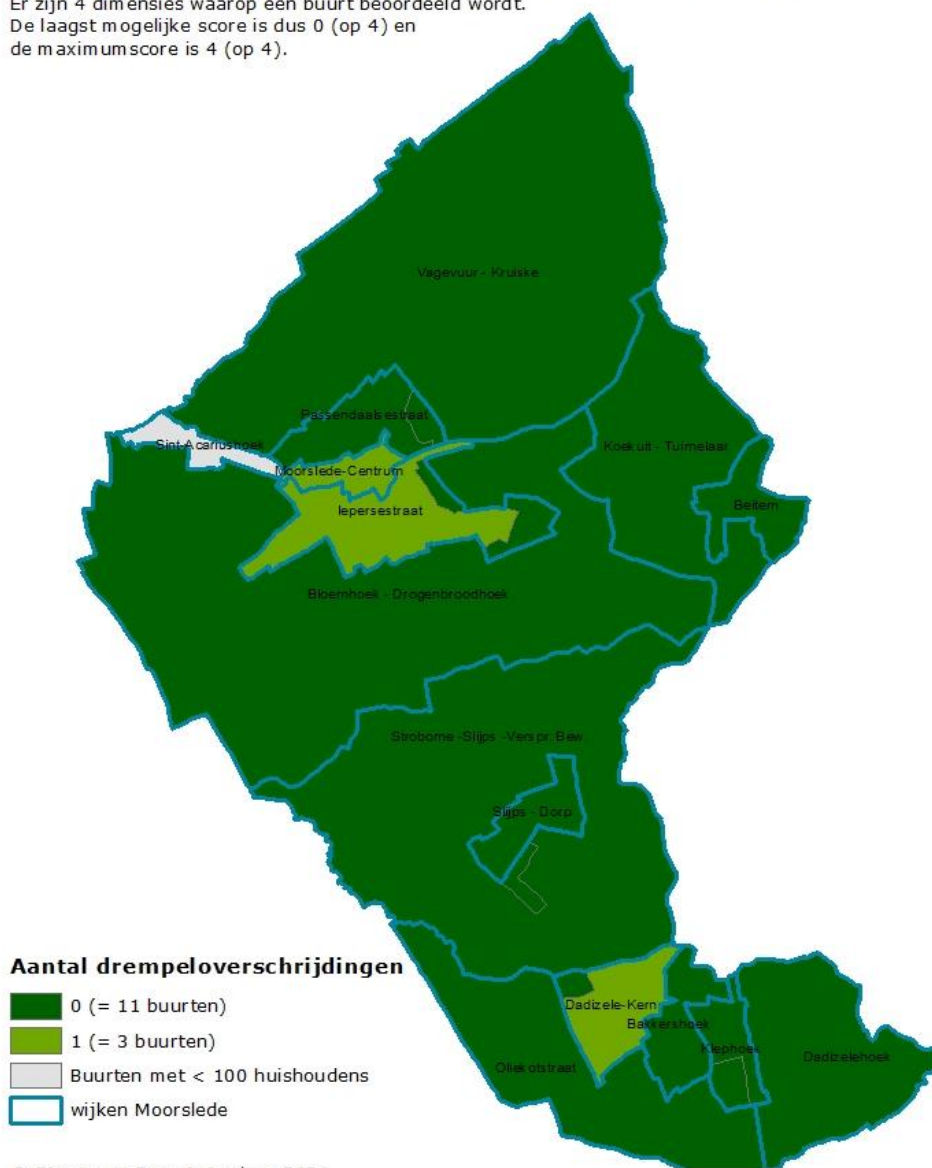 Er zijn 4 dimensies waarop een buurt beoordeeld wordt.
De laagst mogelijke score is dus 0 (op 4) en
de maximumscore is 4 (op 4).
Vagevuur - Kruiske
Passendaalsestraat
Sint-Acariushoek
Koekuit - Tuimelaar
Moorslede-Centrum
Iepersestraat
Beitem
Bloemhoek - Drogenbroodhoek
Strobome -Slijps -Verspr. Bew
Slijps - Dorp
Aantal drempeloverschrijdingen
0 (= 11 buurten)
1 (= 3 buurten)
Buurten met < 100 huishoudens
wijken Moorslede
Dadizele-Kern
Bakkershoek
Klephoek
Dadizelehoek
Oliekotstraat